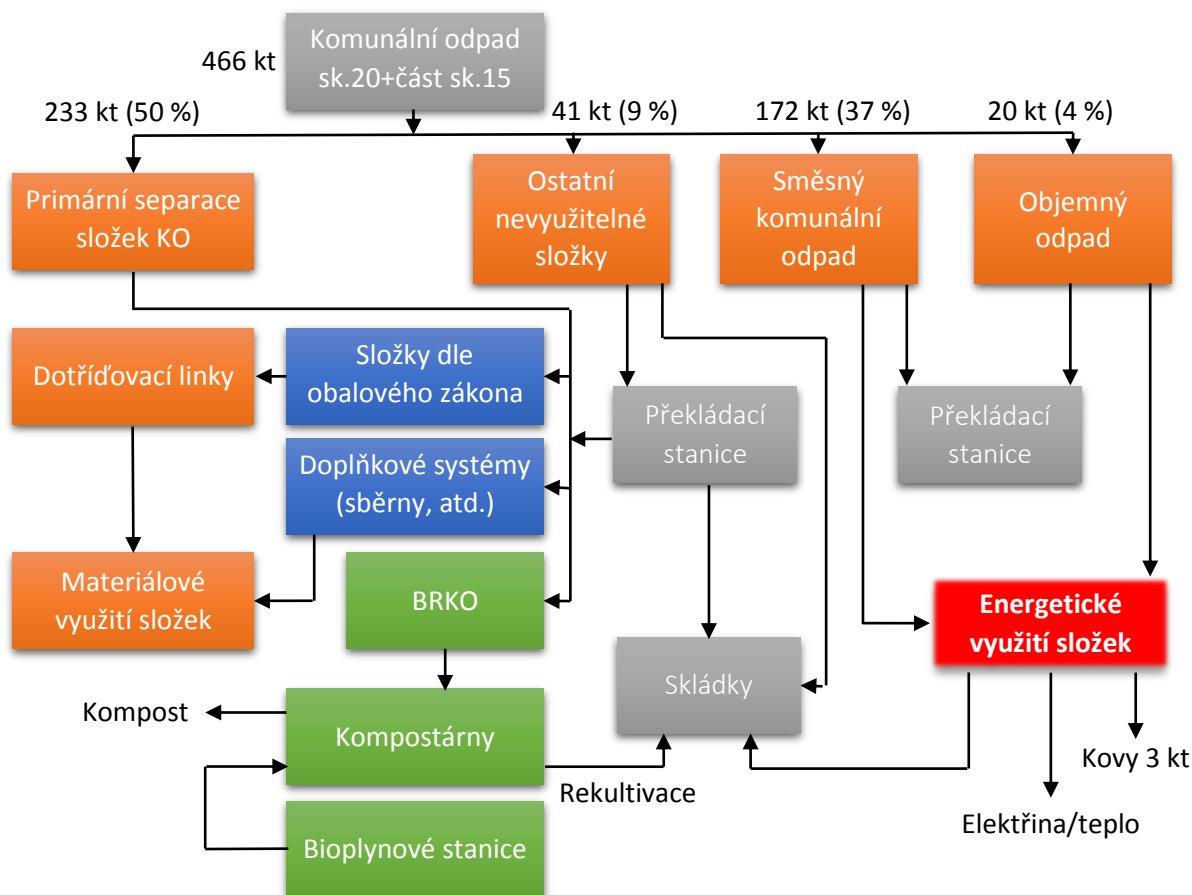 Komunální odpad
sk.20+část sk.15
466 kt
233 kt (50 %)
41 kt (9 %)
172 kt (37 %)
20 kt (4 %)
Primární separace
složek KO
Ostatní
nevyužitelné
složky
Směsný
komunální
odpad
Objemný
odpad
Dotříďovací linky
Složky dle
obalového zákona
Překládací
stanice
Překládací
stanice
Doplňkové systémy
(sběrny, atd.)
Materiálové
využití složek
BRKO
Energetické
využití složek
Skládky
Kompost
Kompostárny
Rekultivace
Kovy 3 kt
Elektřina/teplo
Bioplynové stanice